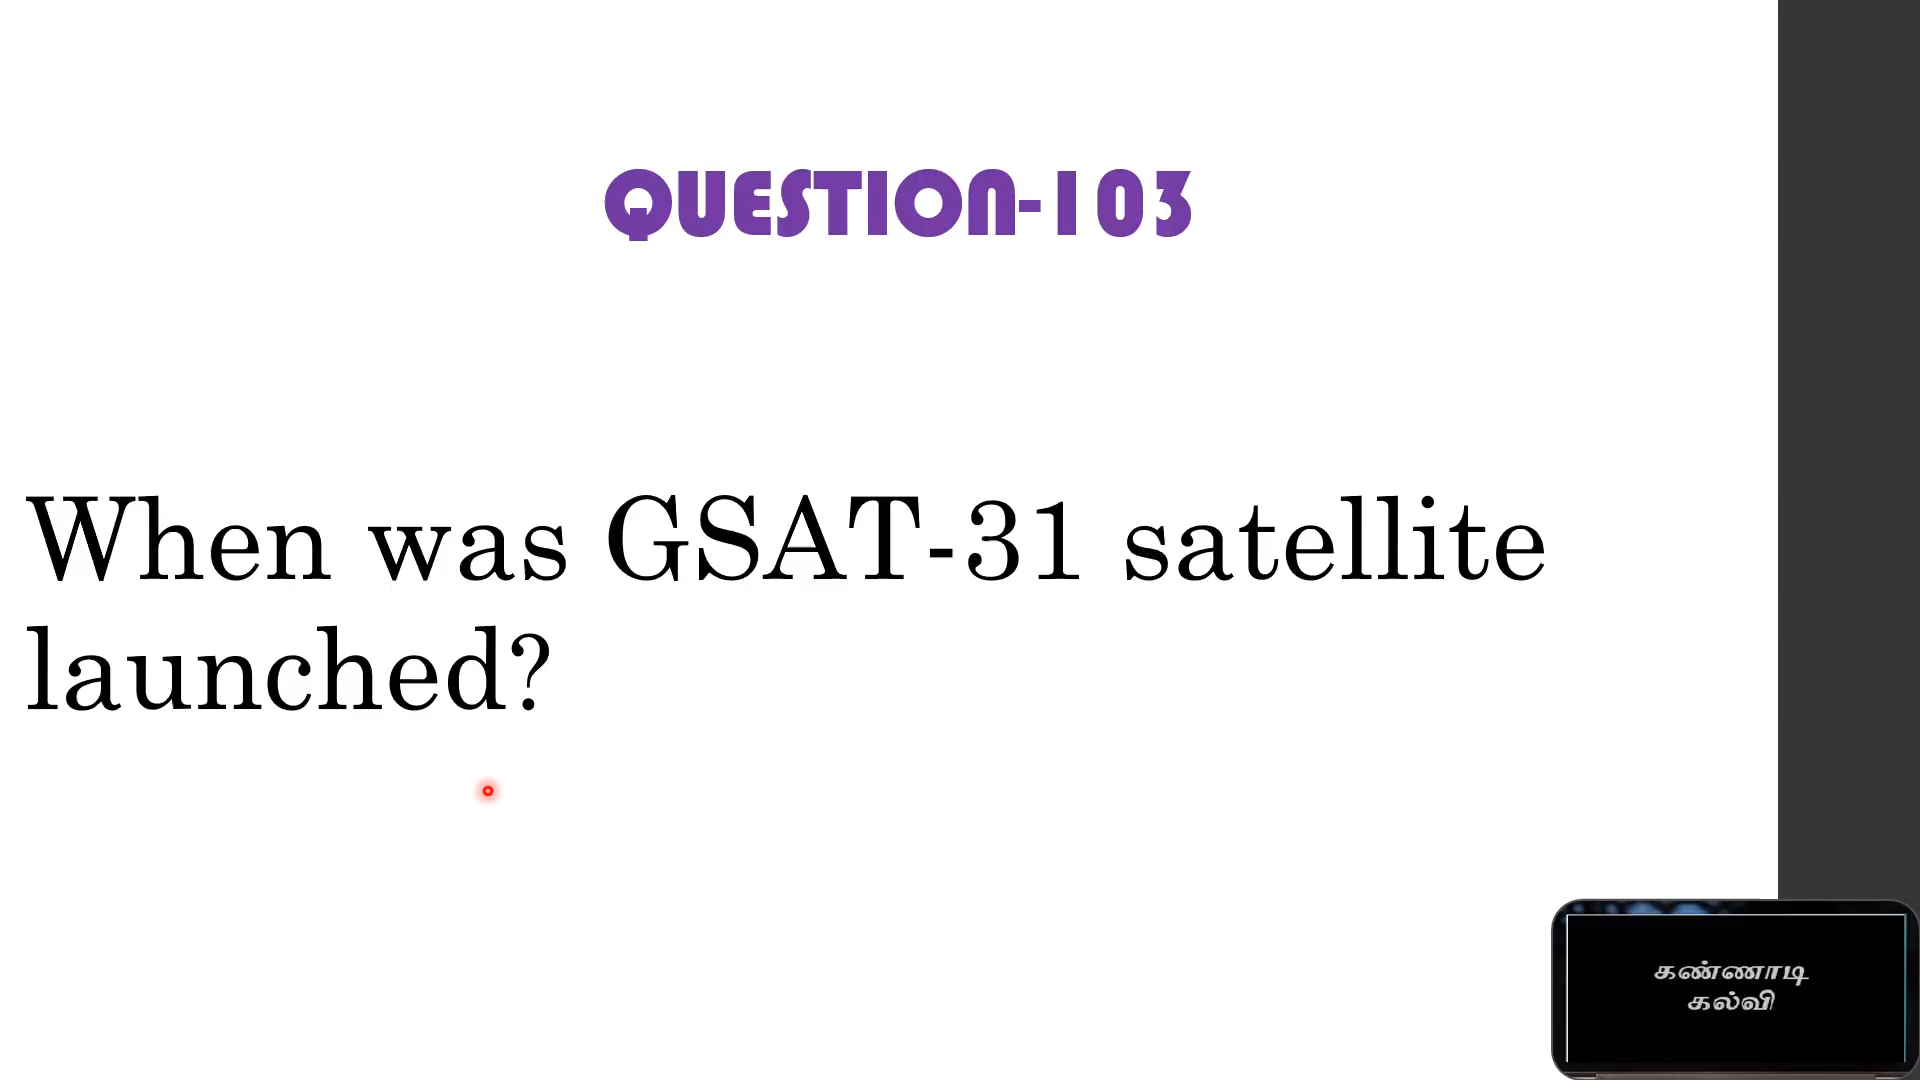 QUESTION-103
When was GSAT-31 satellite
launched?
கண்ணாடி
கல்வி